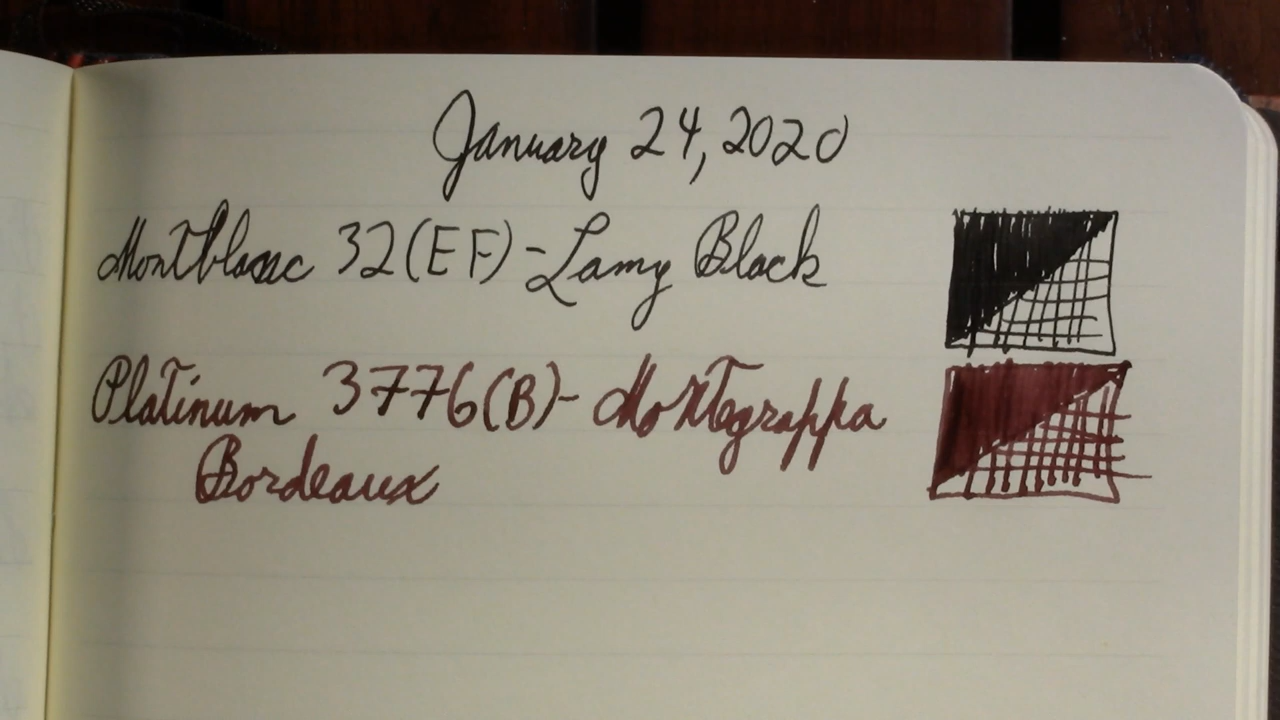 January 24, 2020
Montblanc 32 (EF) - Lamy Black
Platinum 3776 (B) - Montegrappa
Bordeaux